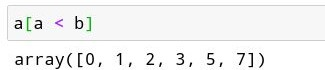 a[a < b]
array([0, 1, 2, 3, 5, 7])